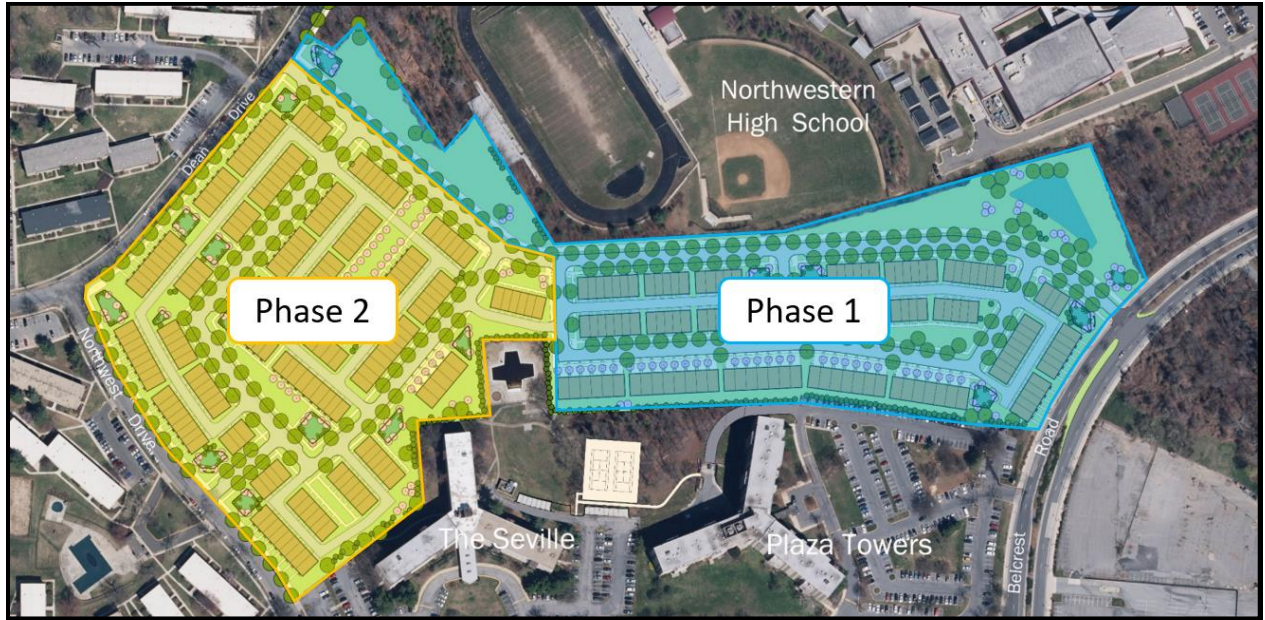 Northwestern
High School
Dean Drive
Phase 2
Phase 1
Northwest Drive
The Seville
Plaza Towers
Belcrest Road